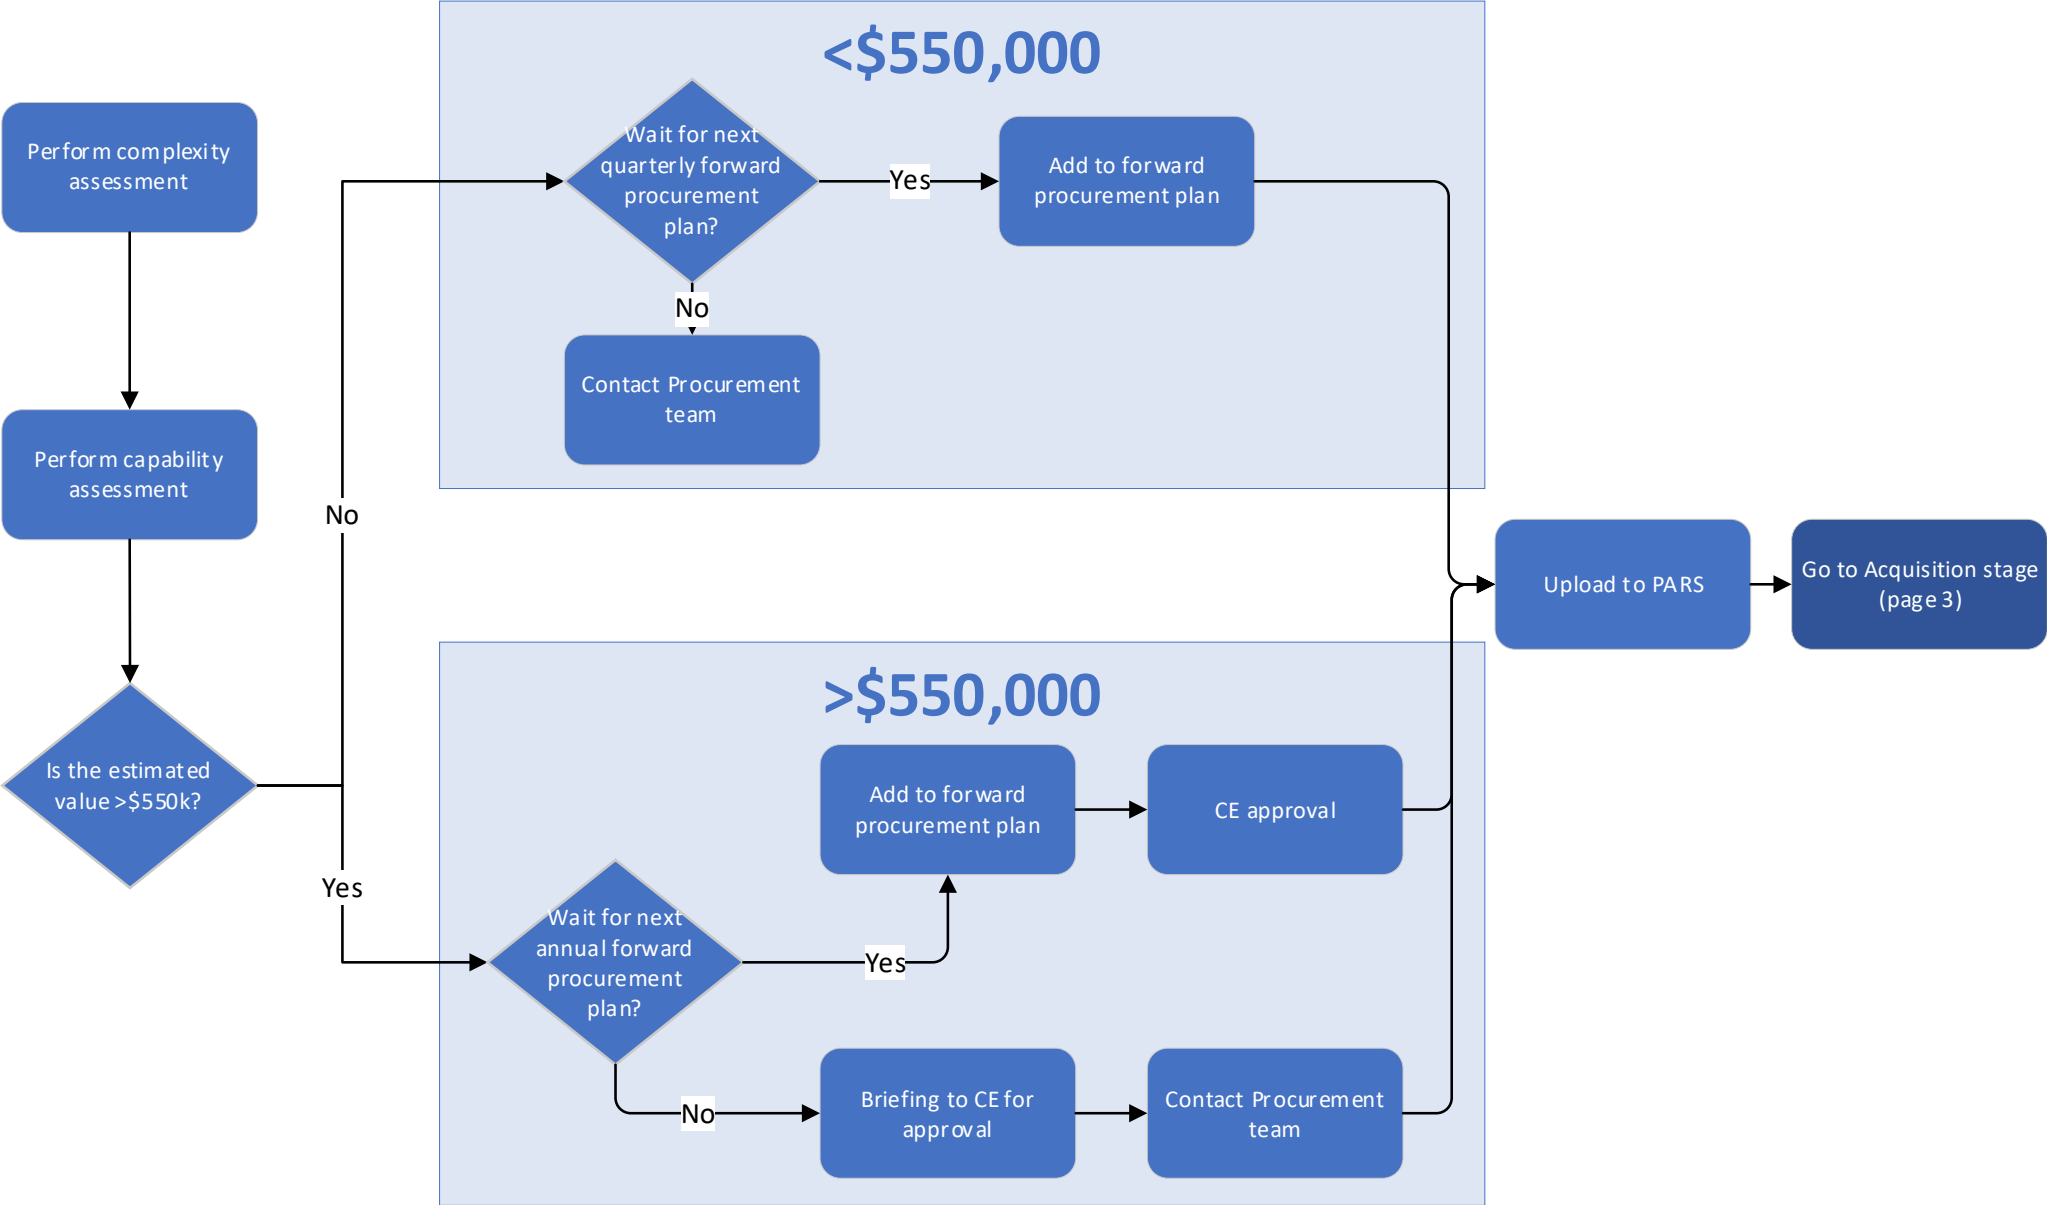 <$550,000
Perform complexity
assessment
Wait for next
quarterly forward
procurement
plan?
Yes
Add to forward
procurement plan
No
Contact Procurement
team
Perform capability
assessment
No
Upload to PARS
Go to Acquisition stage
(page 3)
>$550,000
Is the estimated
value >$550k?
Add to forward
procurement plan
CE approval
Yes
Wait for next
annual forward
procurement
plan?
Yes
No
Briefing to CE for
approval
Contact Procurement
team